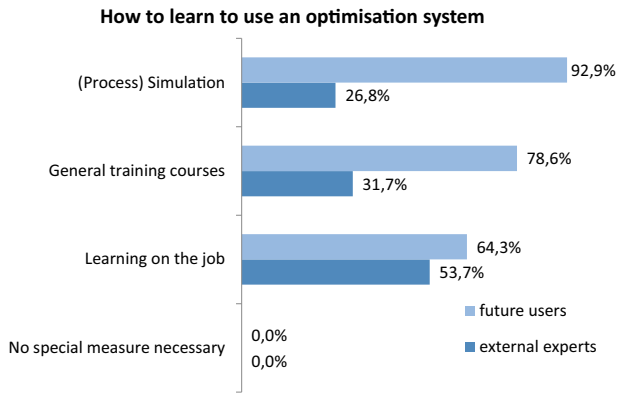 How to learn to use an optimisation system
(Process) Simulation
92,9%
26,8%
General training courses
78,6%
31,7%
Learning on the job
64,3%
53,7%
future users
No special measure necessary
0,0%
0,0%
external experts